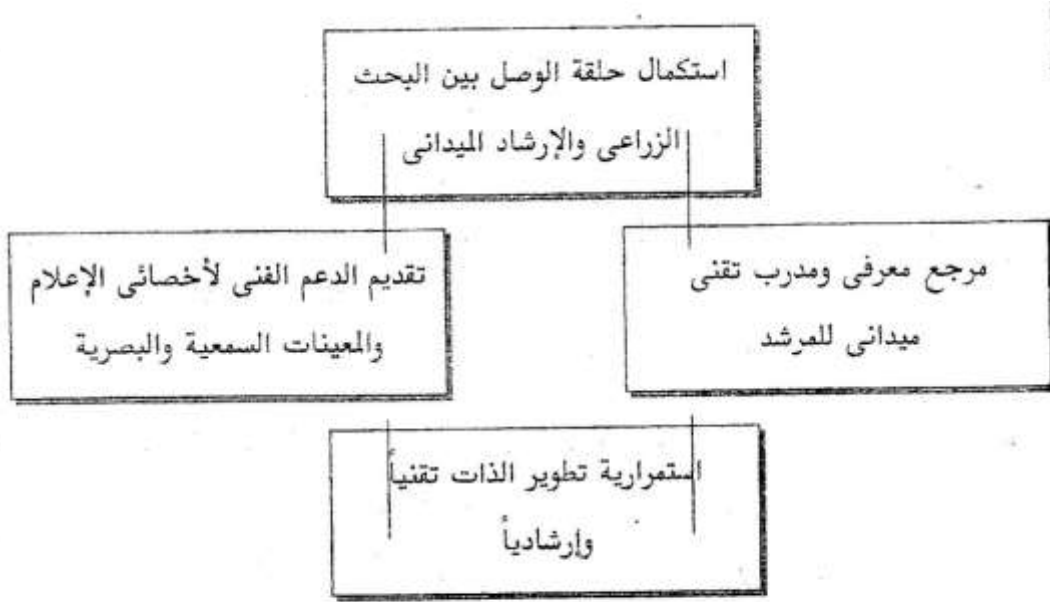 استكمال حلقة الوصل بين البحث
الزراعى والإرشاد الميدانى
مرجع معرفى ومدرب تقنى
ميدانى للمرشد
تقديم الدعم الفنى لأخصائى الإعلام
والمعينات السمعية والبصرية
استمرارية تطوير الذات تقنياً
وإرشادياً